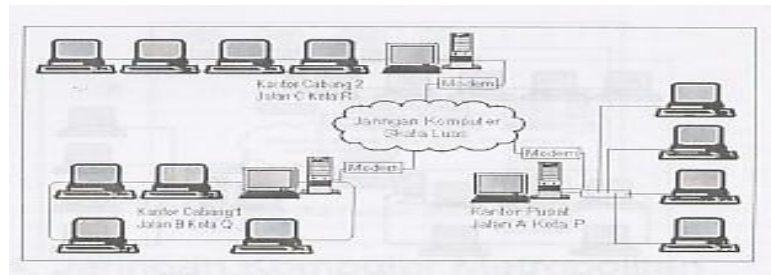 Kantor Cabang 2
Jalan C Kota R
Modem
Jaringan Komputer
Skala Luas
Modem
Modem
Kantor Cabang 1
Jalan B Kota Q
Kantor Pusat
Jalan A Kota P